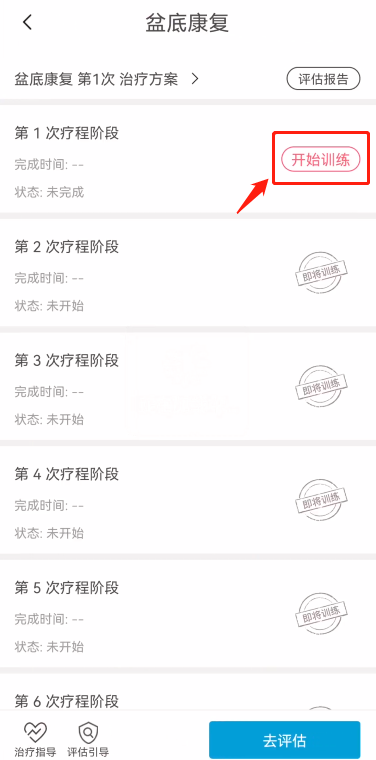 盆底康复
盆底康复 第1次 治疗方案
评估报告
第 1 次疗程阶段
完成时间: --
状态: 未完成
开始训练
第 2 次疗程阶段
完成时间: --
状态: 未开始
即将训练
第 3 次疗程阶段
完成时间: --
状态: 未开始
即将训练
第 4 次疗程阶段
完成时间: --
状态: 未开始
即将训练
第 5 次疗程阶段
完成时间: --
状态: 未开始
即将训练
第 6 次疗程阶段
治疗指导
评估引导
去评估